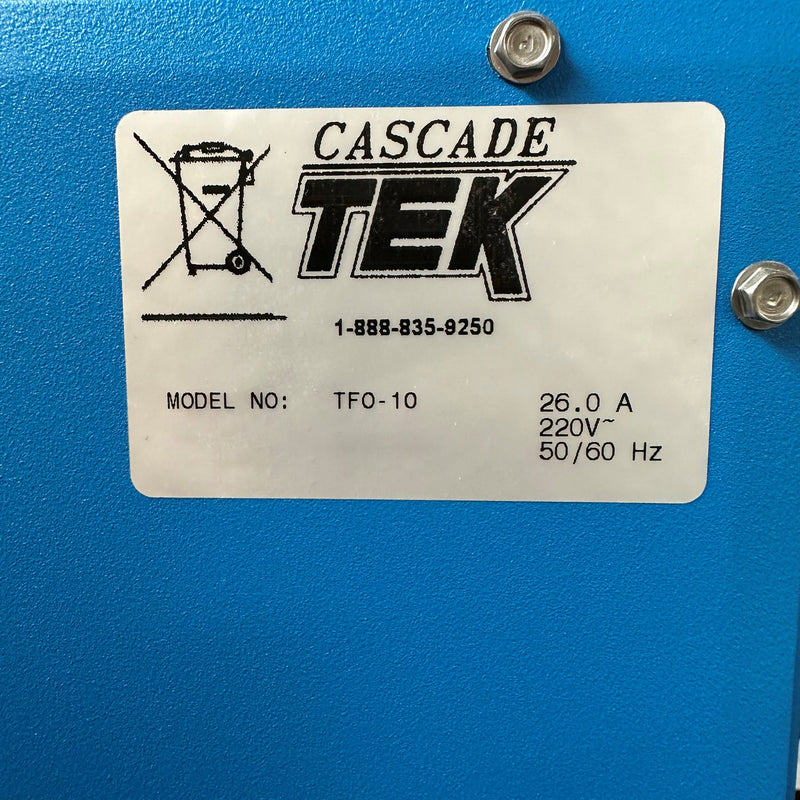 CASCADE
TEK
1-888-835-9250
MODEL NO: TFO-10 26.0 A
220V~
50/60 Hz